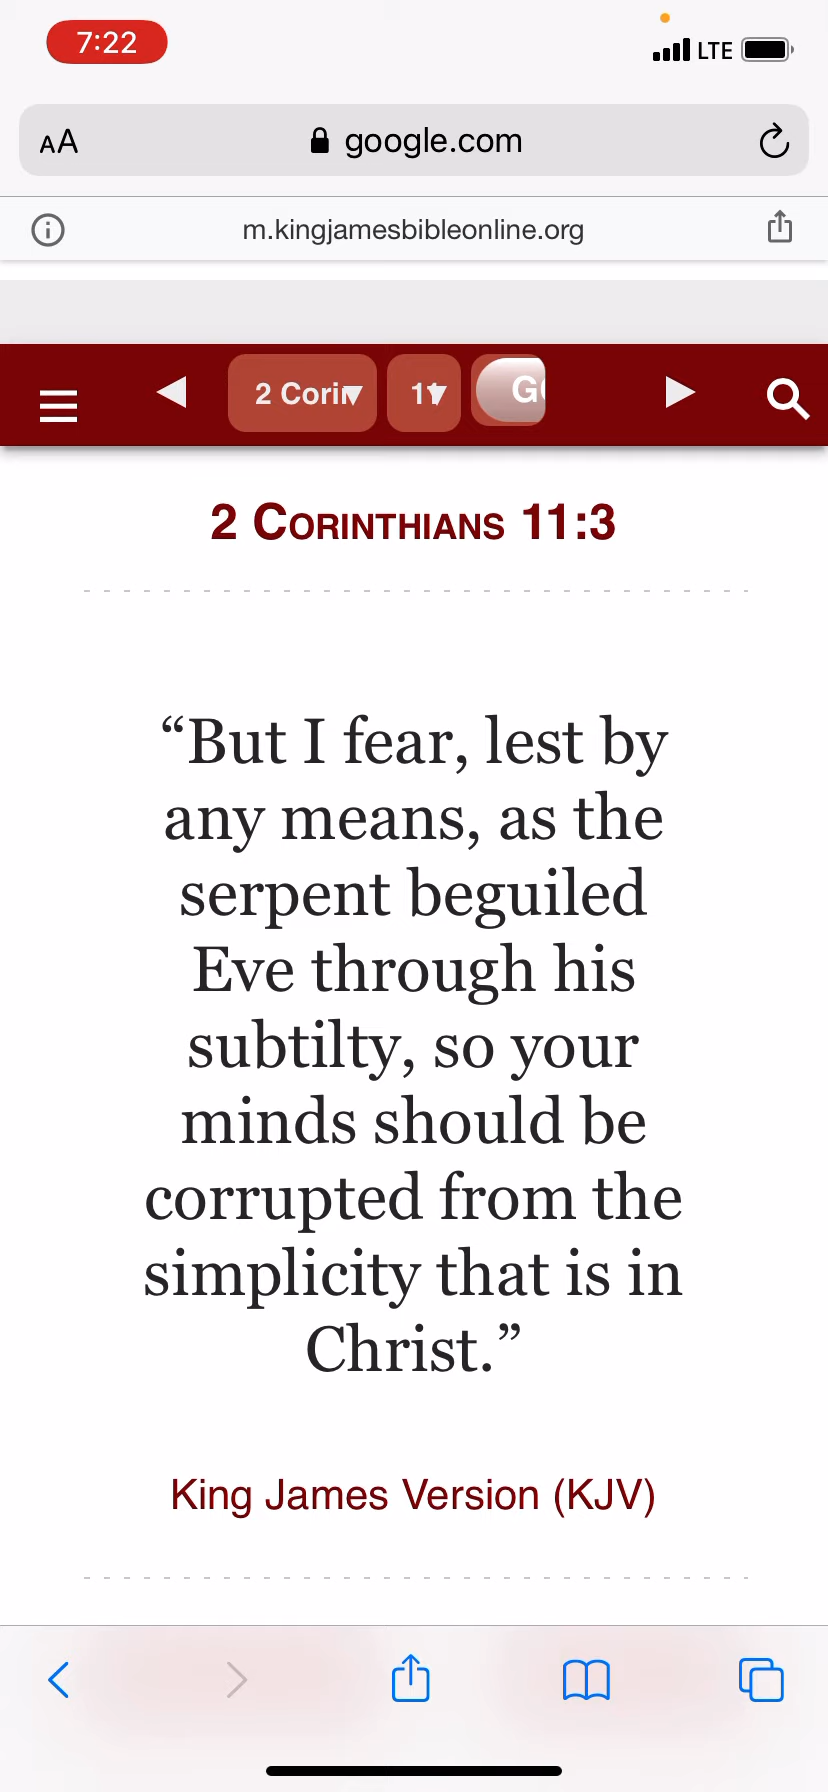 7:22
LTE
AA google.com
m.kingjamesbibleonline.org
2 Corin 11 G
2 Corinthians 11:3
“But I fear, lest by
any means, as the
serpent beguiled
Eve through his
subtilty, so your
minds should be
corrupted from the
simplicity that is in
Christ.”
King James Version (KJV)